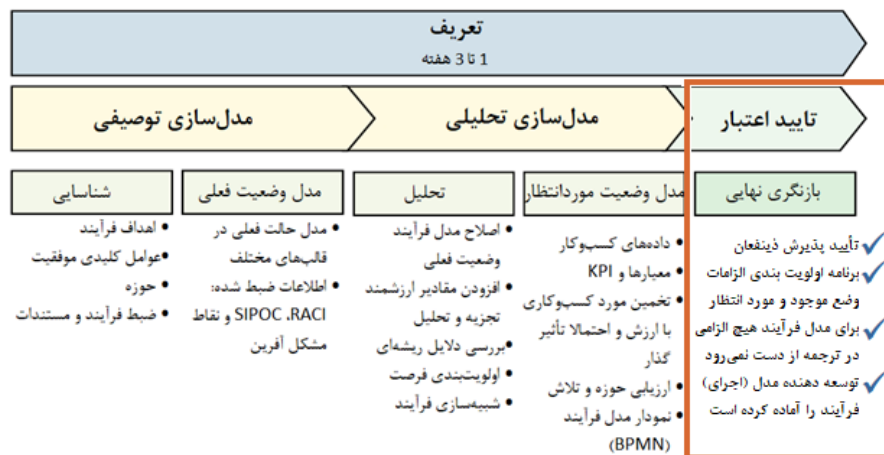 تعریف
1 تا 3 هفته
مدل‌سازی توصیفی
مدل‌سازی تحلیلی
تایید اعتبار
شناسایی
• اهداف فرآیند
• عوامل کلیدی موفقیت
• حوزه
• ضبط فرآیند و مستندات
مدل وضعیت فعلی
• مدل حالت فعلی در
قالب‌های مختلف
• اطلاعات ضبط شده:
SIPOC ،RACI و نقاط
مشکل آفرین
تحلیل
• اصلاح مدل فرآیند
وضعیت فعلی
• افزودن مقادیر ارزشمند
تجزیه و تحلیل
• بررسی دلایل ریشه‌ای
• اولویت‌بندی فرصت
• شبیه‌سازی فرآیند
مدل وضعیت موردانتظار
• داده‌های کسب‌وکار
• معیارها و KPI
• تخمین مورد کسب‌وکاری
با ارزش و احتمالا تأثیر
گذار
• ارزیابی حوزه و تلاش
• نمودار مدل فرآیند
(BPMN)
بازنگری نهایی
✓ تأیید پذیرش ذینفعان
✓ برنامه اولویت بندی الزامات
وضع موجود و مورد انتظار
✓ برای مدل فرآیند هیچ الزامی
در ترجمه از دست نمی‌رود
✓ توسعه دهنده مدل (اجرای)
فرآیند را آماده کرده است